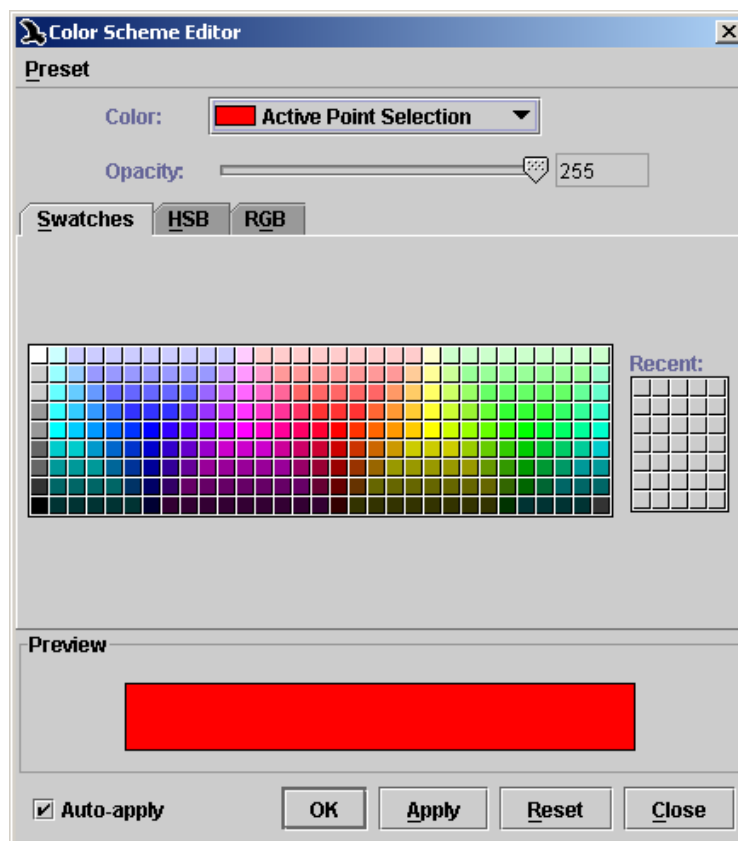 Color Scheme Editor
Preset
Color: Active Point Selection
Opacity: 255
Swatches HSB RGB
Recent:
Preview
Auto-apply OK Apply Reset Close